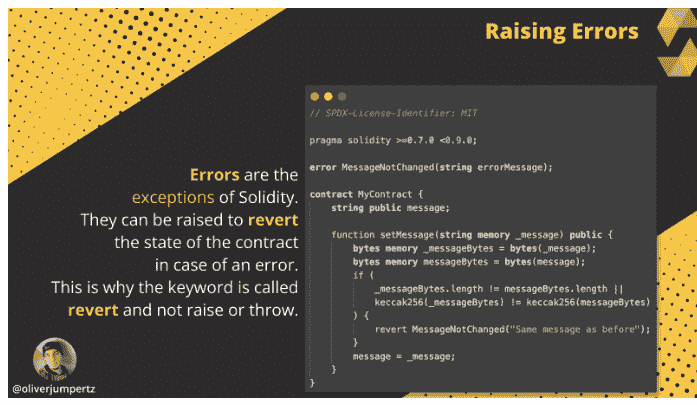 Raising Errors
Errors are the
exceptions of Solidity.
They can be raised to revert
the state of the contract
in case of an error.
This is why the keyword is called
revert and not raise or throw.
// SPDX-License-Identifier: MIT
pragma solidity >=0.7.0 <0.9.0;
error MessageNotChanged(string errorMessage);
contract MyContract {
string public message;
function setMessage(string memory _message) public {
bytes memory _messageBytes = bytes(_message);
bytes memory messageBytes = bytes(message);
if (
_messageBytes.length != messageBytes.length ||
keccak256(_messageBytes) != keccak256(messageBytes)
) {
revert MessageNotChanged("Same message as before");
}
message = _message;
}
}
@oliverjumpertz